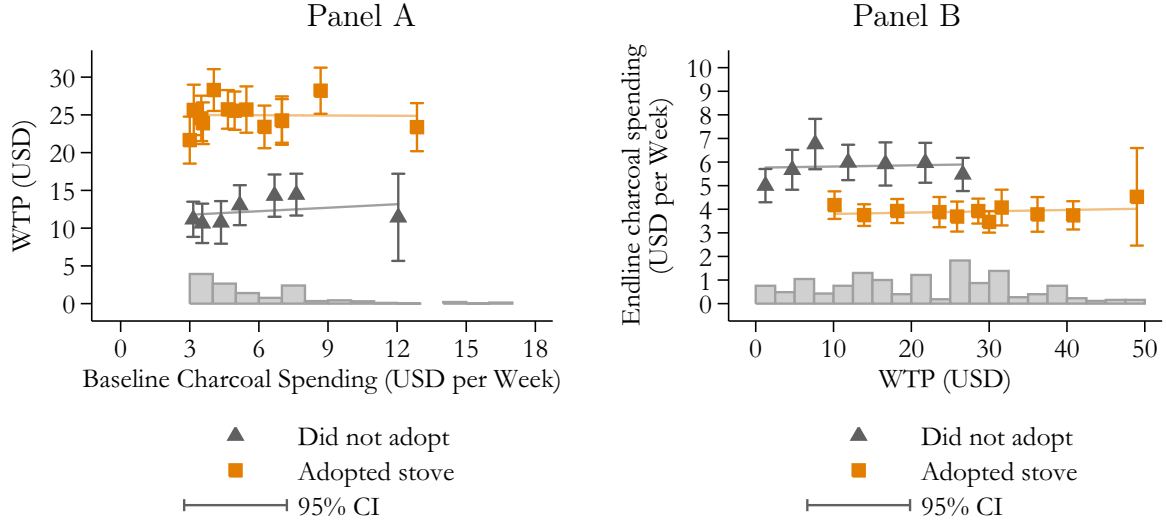 Panel A
WTP (USD)
30
25
20
15
10
5
0
0 3 6 9 12 15 18
Baseline Charcoal Spending (USD per Week)
Did not adopt
Adopted stove
95% CI
Panel B
Endline charcoal spending
(USD per Week)
10
9
8
7
6
5
4
3
2
1
0
0 10 20 30 40 50
WTP (USD)
Did not adopt
Adopted stove
95% CI